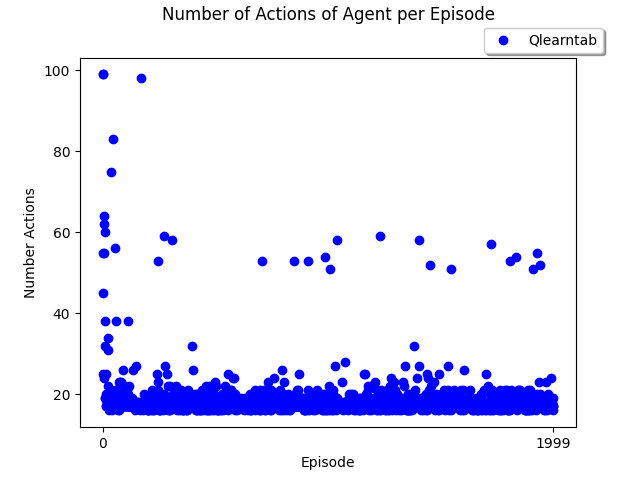 Number of Actions of Agent per Episode
Qlearntab
100
80
60
40
20
Number Actions
0
1999
Episode